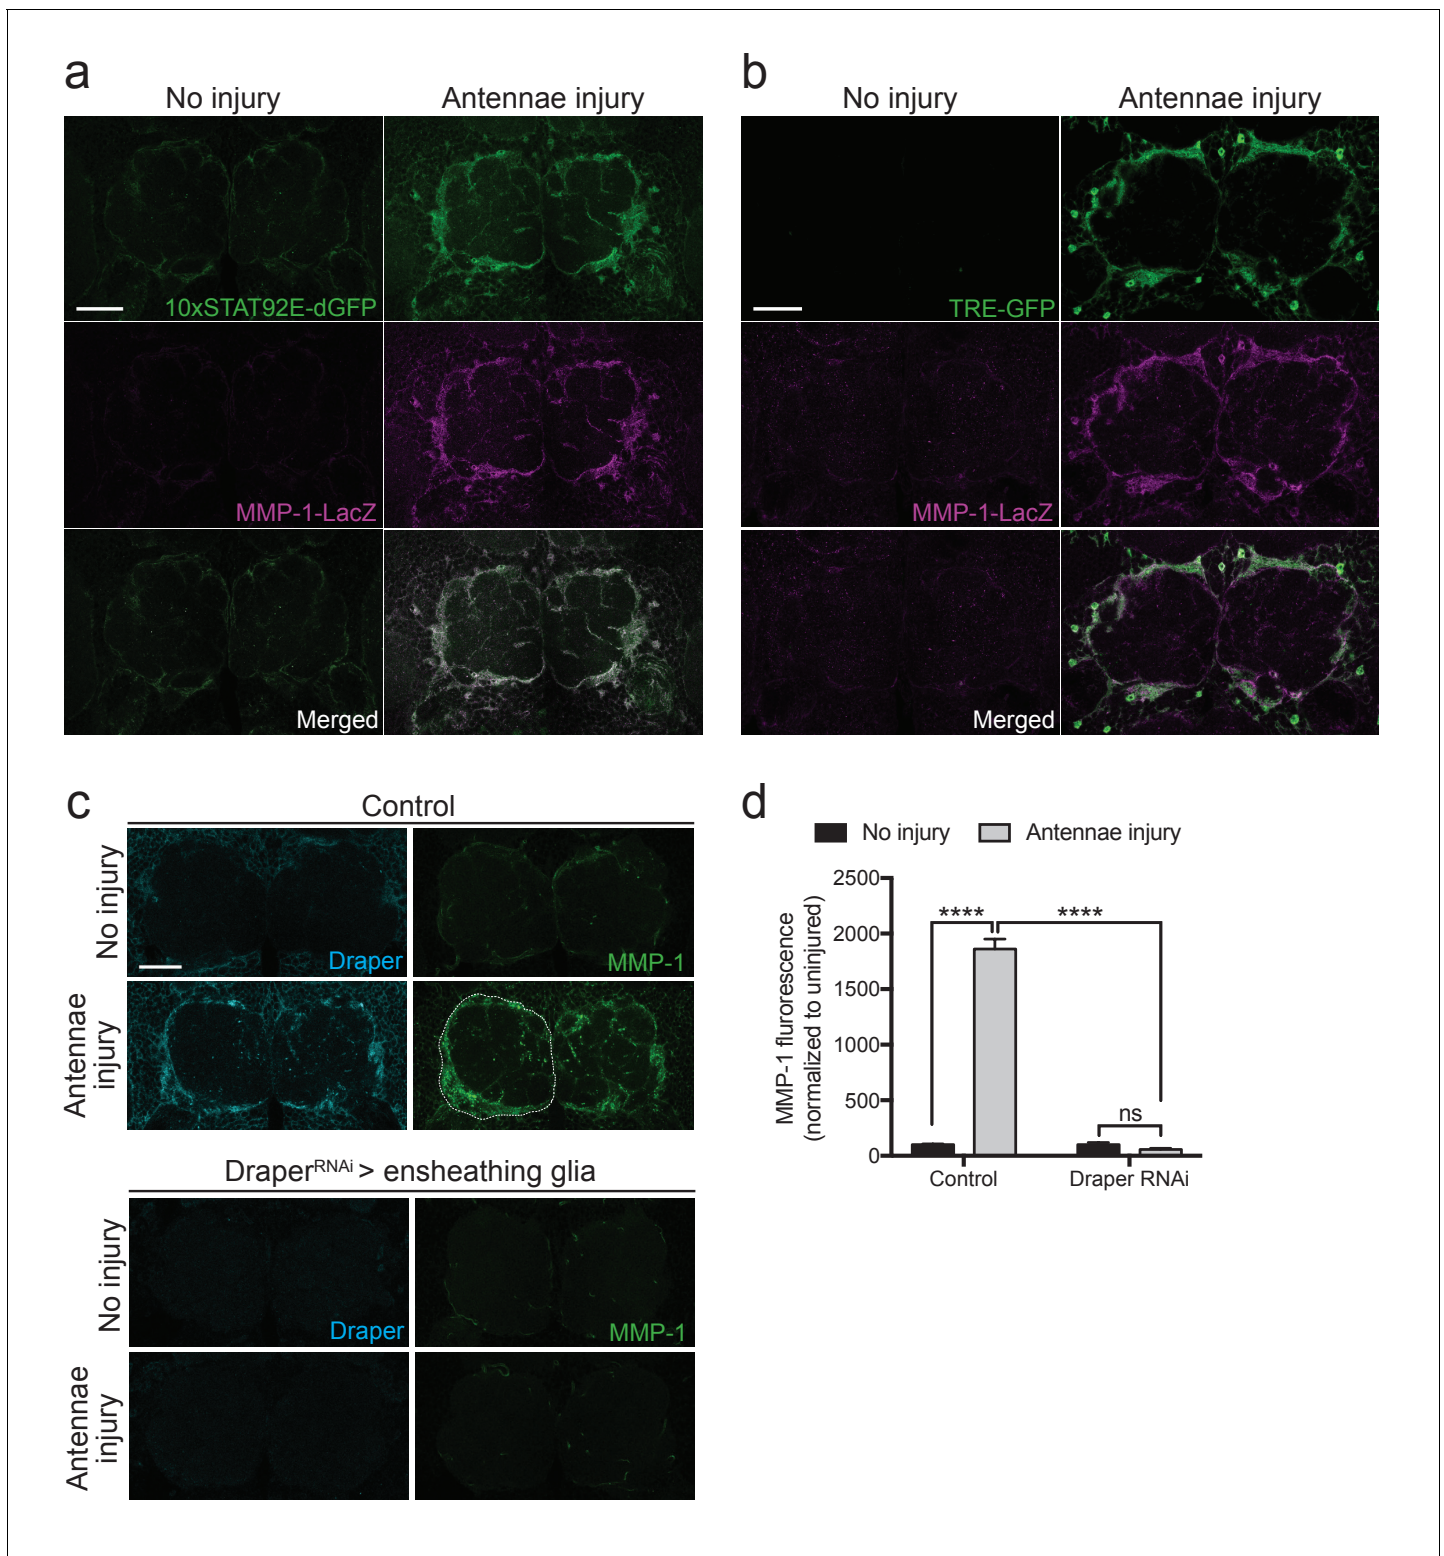 a
No injury
Antennae injury
10xSTAT92E-dGFP
MMP-1-LacZ
Merged
b
No injury
Antennae injury
TRE-GFP
MMP-1-LacZ
Merged
c
Control
No injury
Draper
MMP-1
Antennae
injury
DraperRNAi > ensheathing glia
No injury
Draper
MMP-1
Antennae
injury
d
No injury
Antennae injury
MMP-1 flurorescence
(normalized to uninjured)
2500
2000
1500
1000
500
0
****
****
ns
Control
Draper RNAi